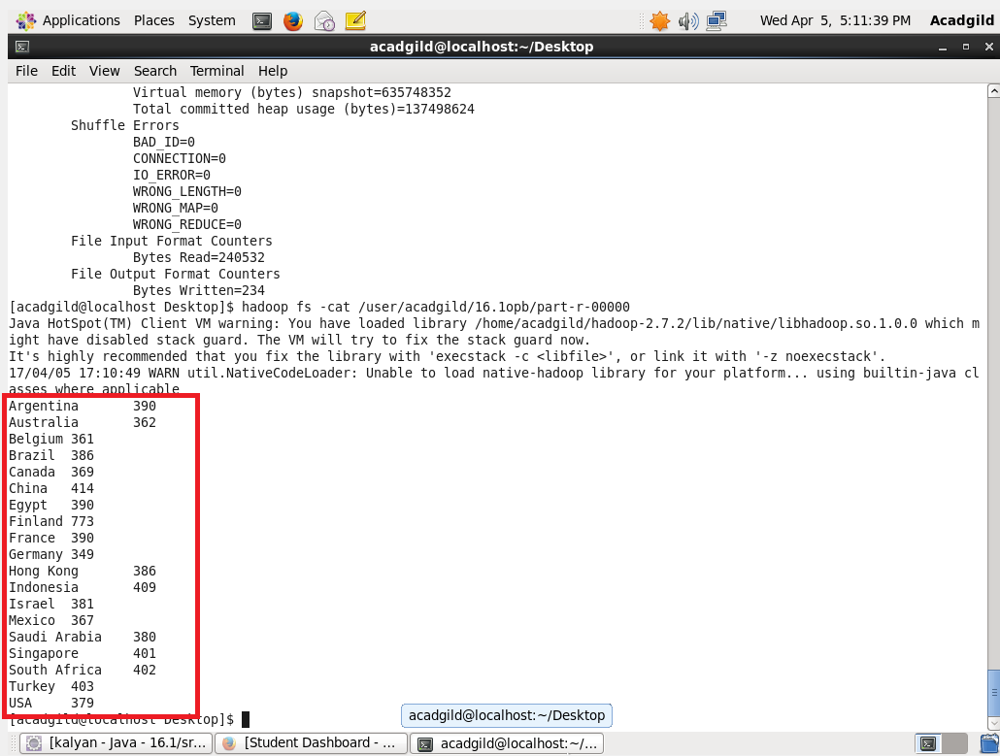 Applications Places System Wed Apr 5, 5:11:39 PM Acadgild
acadgild@localhost:~/Desktop
File Edit View Search Terminal Help
Virtual memory (bytes) snapshot=635748352
Total committed heap usage (bytes)=137498624
Shuffle Errors
BAD_ID=0
CONNECTION=0
IO_ERROR=0
WRONG_LENGTH=0
WRONG_MAP=0
WRONG_REDUCE=0
File Input Format Counters
Bytes Read=240532
File Output Format Counters
Bytes Written=234
[acadgild@localhost Desktop]$ hadoop fs -cat /user/acadgild/16.1opb/part-r-00000
Java HotSpot(TM) Client VM warning: You have loaded library /home/acadgild/hadoop-2.7.2/lib/native/libhadoop.so.1.0.0 which m
ight have disabled stack guard. The VM will try to fix the stack guard now.
It's highly recommended that you fix the library with 'execstack -c <libfile>', or link it with '-z noexecstack'.
17/04/05 17:10:49 WARN util.NativeCodeLoader: Unable to load native-hadoop library for your platform... using builtin-java cl
asses where applicable
Argentina 390
Australia 362
Belgium 361
Brazil 386
Canada 369
China 414
Egypt 390
Finland 773
France 390
Germany 349
Hong Kong 386
Indonesia 409
Israel 381
Mexico 367
Saudi Arabia 380
Singapore 401
South Africa 402
Turkey 403
USA 379
[acadgild@localhost Desktop]$
acadgild@localhost:~/Desktop
[kalyan - Java - 16.1/sr... [Student Dashboard - ... acadgild@localhost:~/...